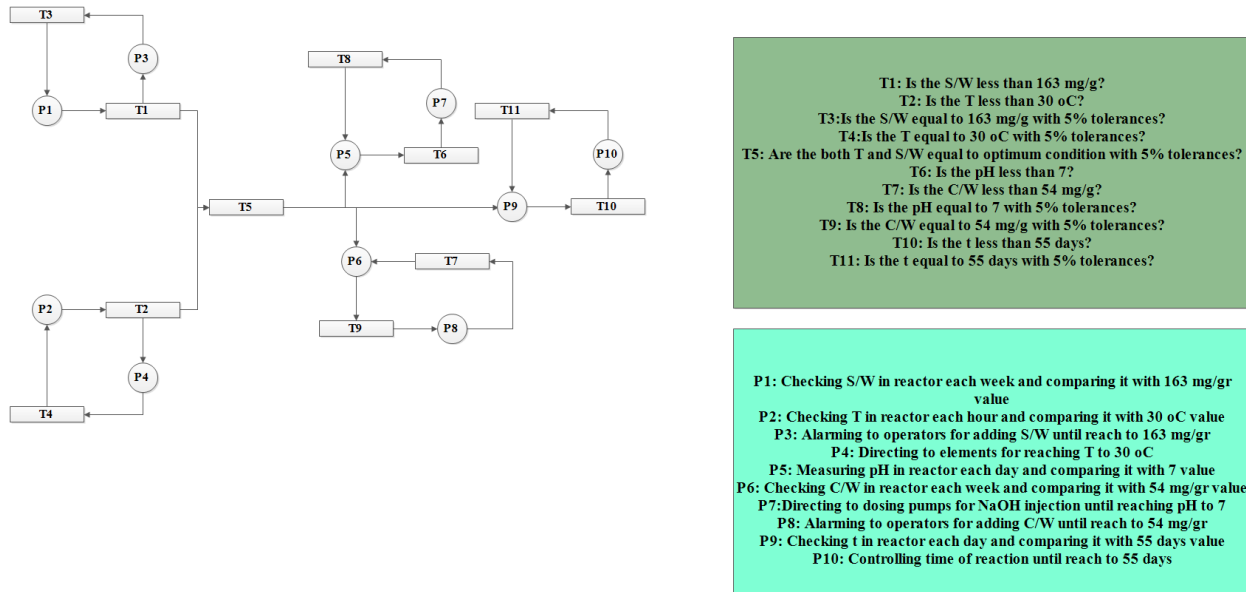 T3
P3
P1
T1
T8
P7
T11
P5
T6
P10
T5
P9
T10
P6
T7
P2
T2
T9
P8
P4
T4
T1: Is the S/W less than 163 mg/g?
T2: Is the T less than 30 oC?
T3:Is the S/W equal to 163 mg/g with 5% tolerances?
T4:Is the T equal to 30 oC with 5% tolerances?
T5: Are the both T and S/W equal to optimum condition with 5% tolerances?
T6: Is the pH less than 7?
T7: Is the C/W less than 54 mg/g?
T8: Is the pH equal to 7 with 5% tolerances?
T9: Is the C/W equal to 54 mg/g with 5% tolerances?
T10: Is the t less than 55 days?
T11: Is the t equal to 55 days with 5% tolerances?
P1: Checking S/W in reactor each week and comparing it with 163 mg/gr
value
P2: Checking T in reactor each hour and comparing it with 30 oC value
P3: Alarming to operators for adding S/W until reach to 163 mg/gr
P4: Directing to elements for reaching T to 30 oC
P5: Measuring pH in reactor each day and comparing it with 7 value
P6: Checking C/W in reactor each week and comparing it with 54 mg/gr value
P7:Directing to dosing pumps for NaOH injection until reaching pH to 7
P8: Alarming to operators for adding C/W until reach to 54 mg/gr
P9: Checking t in reactor each day and comparing it with 55 days value
P10: Controlling time of reaction until reach to 55 days